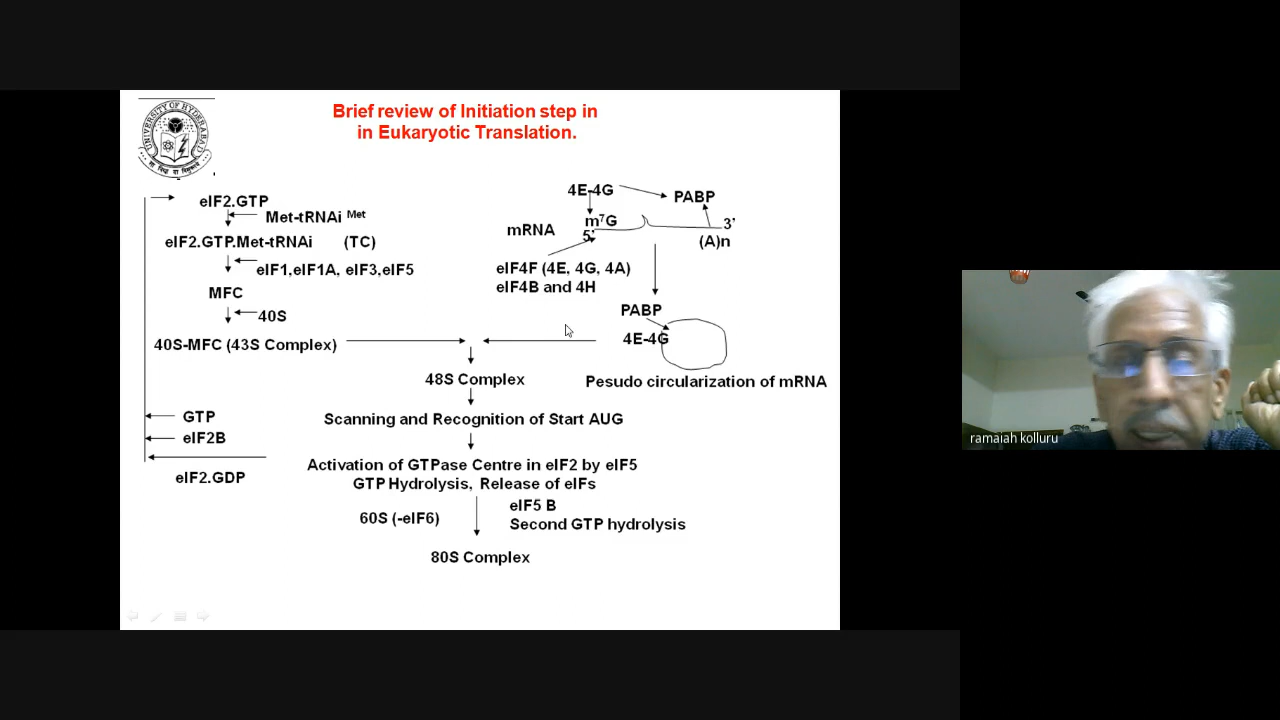 Brief review of Initiation step in
in Eukaryotic Translation.
UNIVERSITY OF HYDERABAD
eIF2.GTP
Met-tRNAi Met
eIF2.GTP.Met-tRNAi (TC)
eIF1,eIF1A, eIF3,eIF5
MFC
40S
40S-MFC (43S Complex)
4E-4G
PABP
m7G
mRNA
5'
3'
(A)n
eIF4F (4E, 4G, 4A)
eIF4B and 4H
PABP
4E-4G
Pesudo circularization of mRNA
48S Complex
Scanning and Recognition of Start AUG
GTP
eIF2B
eIF2.GDP
Activation of GTPase Centre in eIF2 by eIF5
GTP Hydrolysis, Release of eIFs
60S (-eIF6)
eIF5 B
Second GTP hydrolysis
80S Complex
ramaiah kolluru